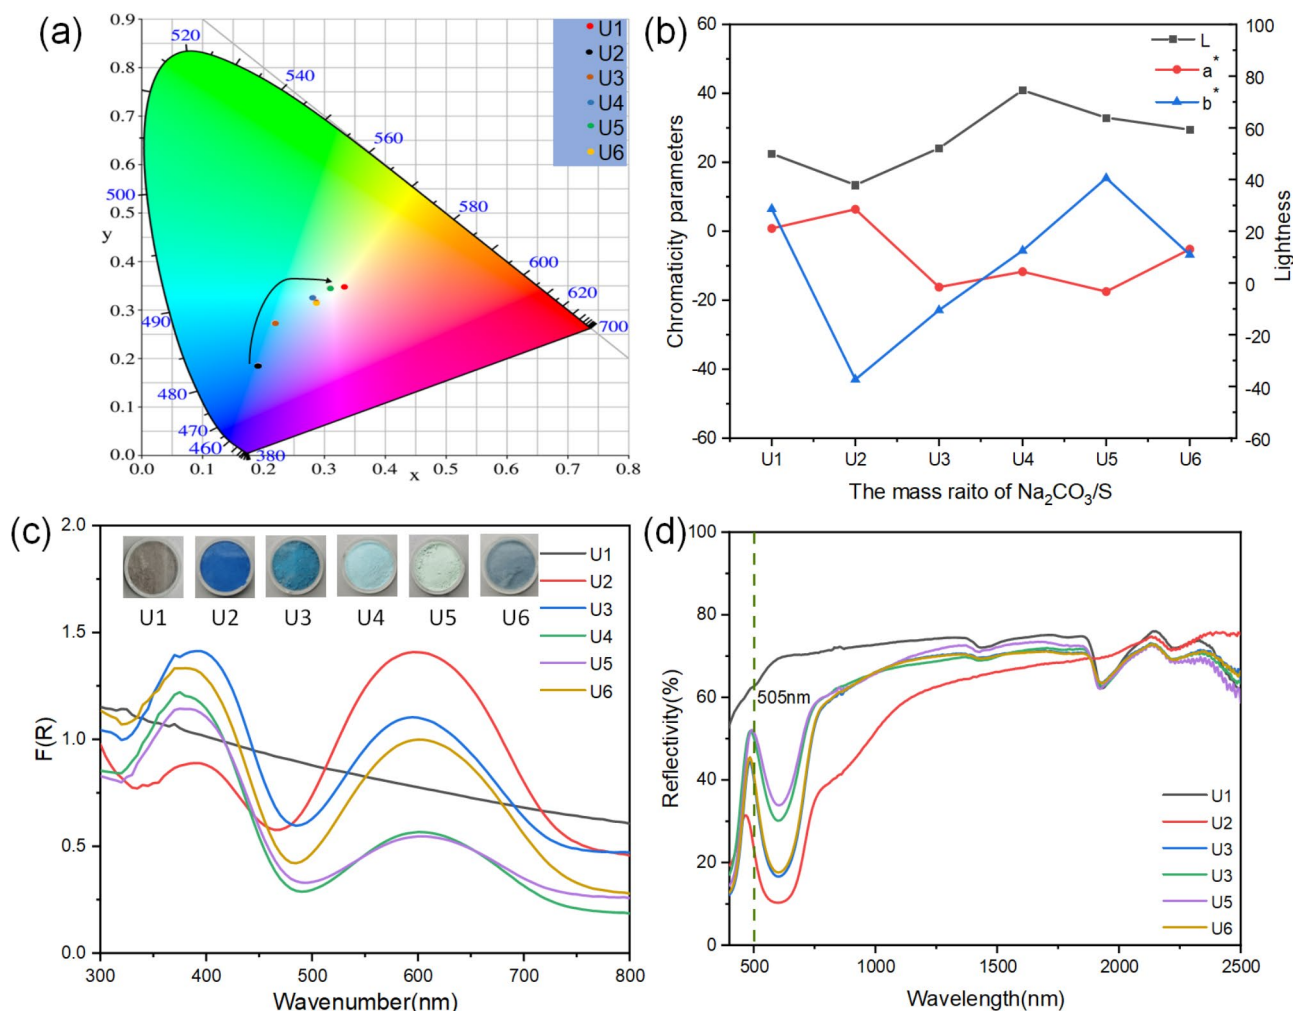 (a)
0.9
0.8
0.7
0.6
0.5
0.4
0.3
0.2
0.1
0.0
y
0.0 0.1 0.2 0.3 0.4 0.5 0.6 0.7 0.8
x
520
540
560
580
600
620
700
500
490
480
470
460
380
U1
U2
U3
U4
U5
U6
(b)
60
40
20
0
-20
-40
-60
Chromaticity parameters
L
a*
b*
100
80
60
40
20
0
-20
-40
-60
Lightness
U1 U2 U3 U4 U5 U6
The mass raito of Na₂CO₃/S
(c)
2.0
1.5
1.0
0.5
0.0
F(R)
U1 U2 U3 U4 U5 U6
U1
U2
U3
U4
U5
U6
300 400 500 600 700 800
Wavenumber(nm)
(d)
100
80
60
40
20
0
Reflectivity(%)
505nm
U1
U2
U3
U3
U5
U6
500 1000 1500 2000 2500
Wavelength(nm)